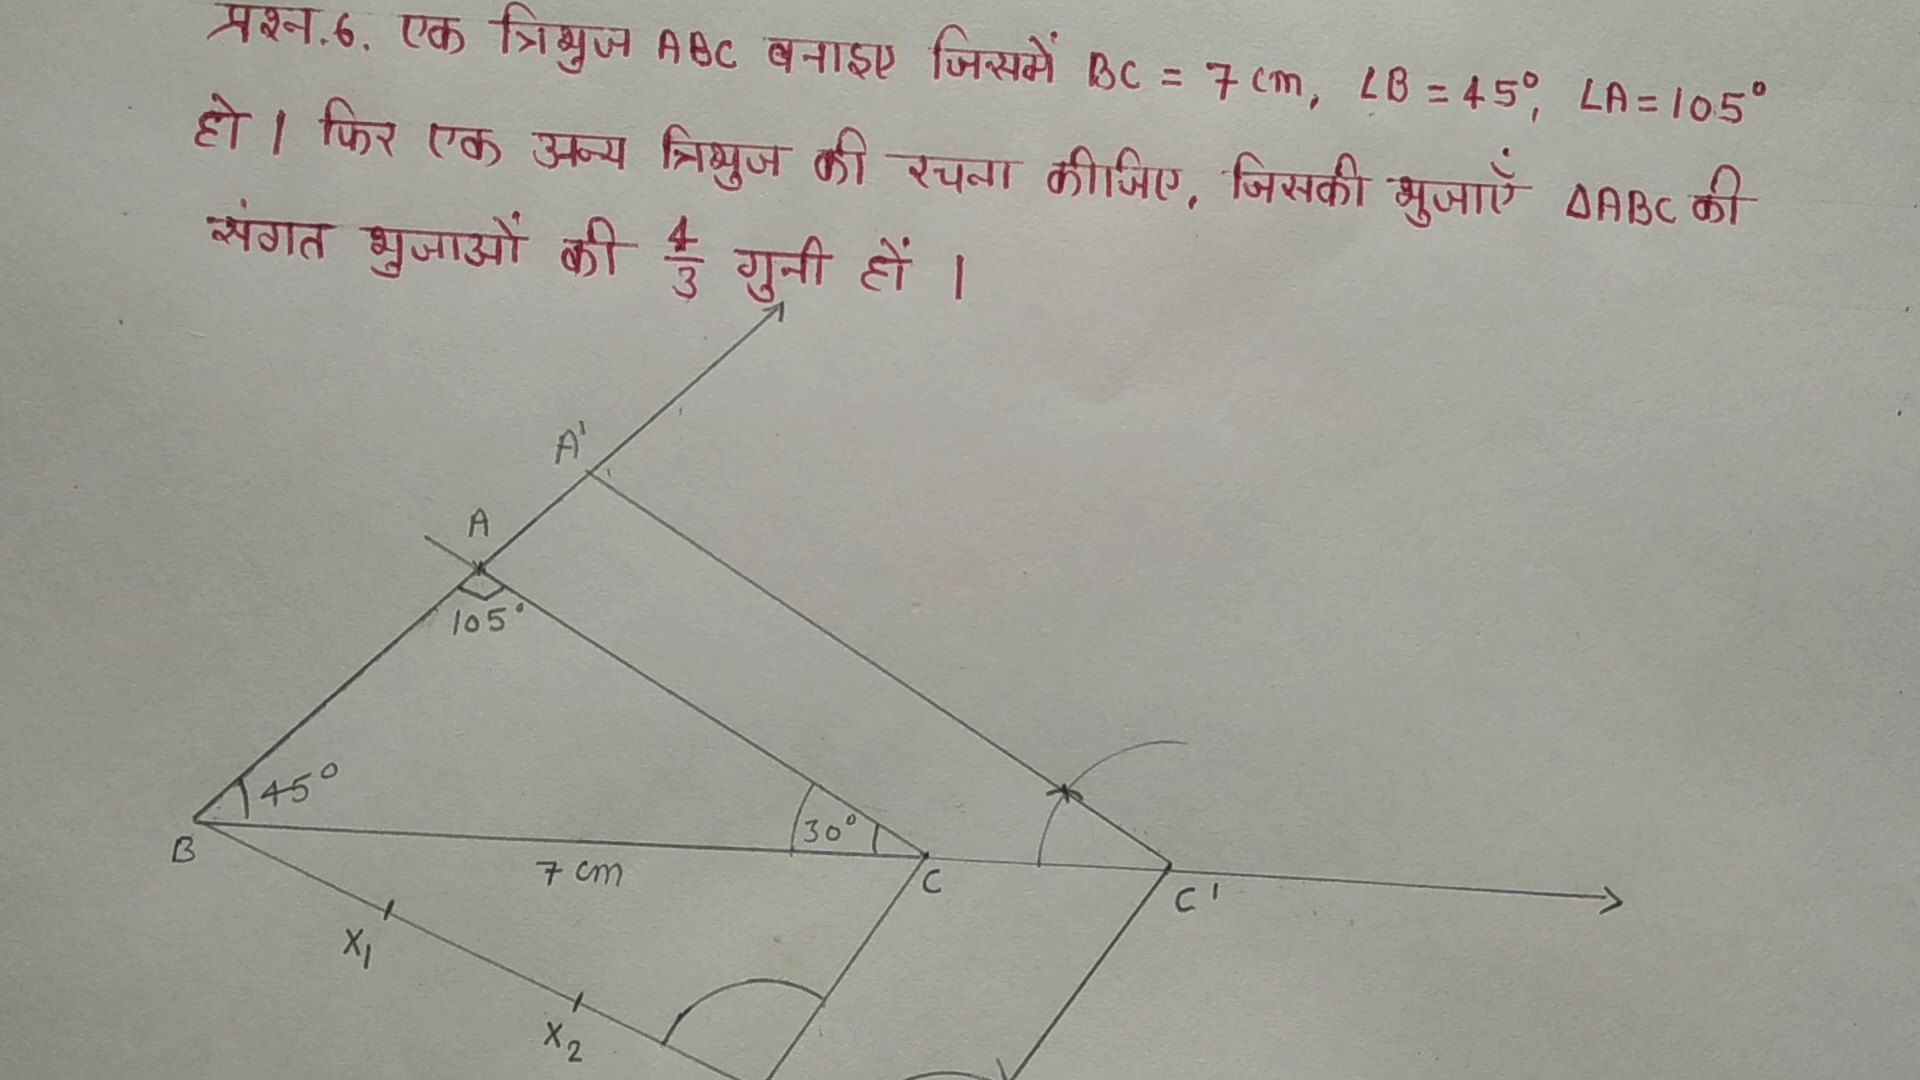 प्रश्न.6. एक त्रिभुज ABC बनाइए जिसमें BC = 7 cm, ∠B = 45°, ∠A = 105°
हो । फिर एक अन्य त्रिभुज की रचना कीजिए, जिसकी भुजाएँ ΔABC की
संगत भुजाओं की 4/3 गुनी हों ।
A'
A
105°
45°
30°
B
7 cm
C
C'
X₁
X₂